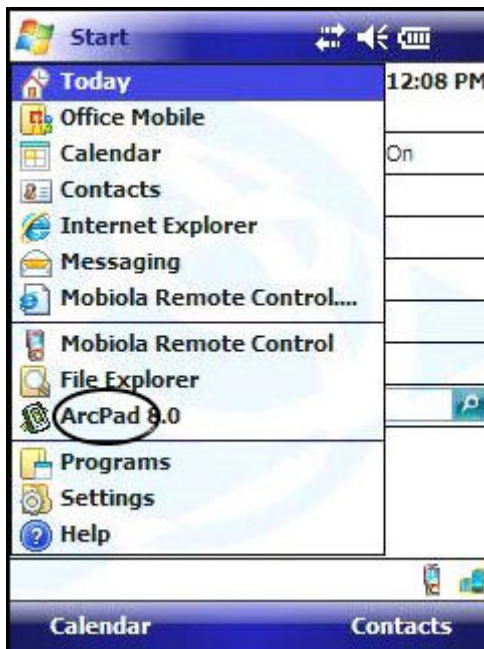 Start
Today
12:08 PM
Office Mobile
Calendar
On
Contacts
Internet Explorer
Messaging
Mobiola Remote Control....
Mobiola Remote Control
File Explorer
ArcPad 8.0
Programs
Settings
Help
Calendar
Contacts